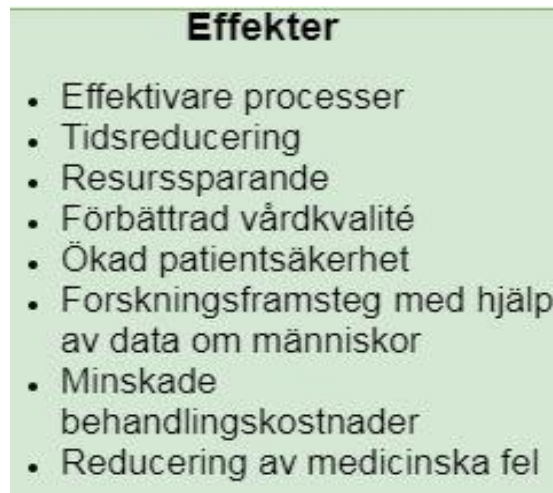 Effekter
• Effektivare processer
• Tidsreducering
• Resurssparande
• Förbättrad vårdkvalité
• Ökad patientsäkerhet
• Forskningsframsteg med hjälp
av data om människor
• Minskade
behandlingskostnader
• Reducering av medicinska fel